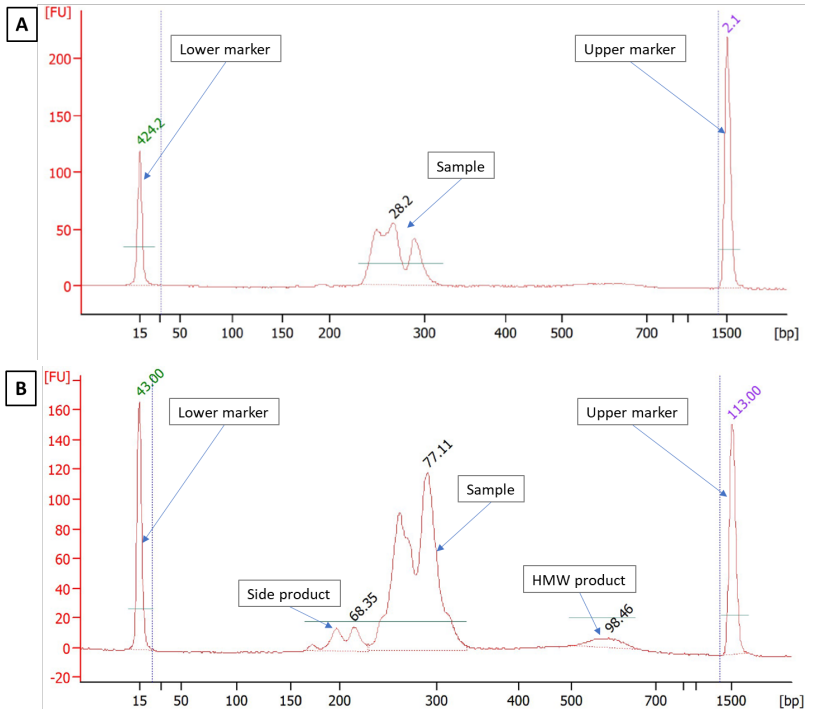 A
[FU]
Lower marker
Upper marker
2.1
424.2
Sample
28.2
200
150
100
50
0
15 50 100 150 200 300 400 500 700 1500 [bp]
B
[FU]
43.00
Lower marker
Upper marker
113.00
77.11
Sample
Side product
68.35
HMW product
98.46
160
140
120
100
80
60
40
20
0
-20
15 50 100 150 200 300 400 500 700 1500 [bp]